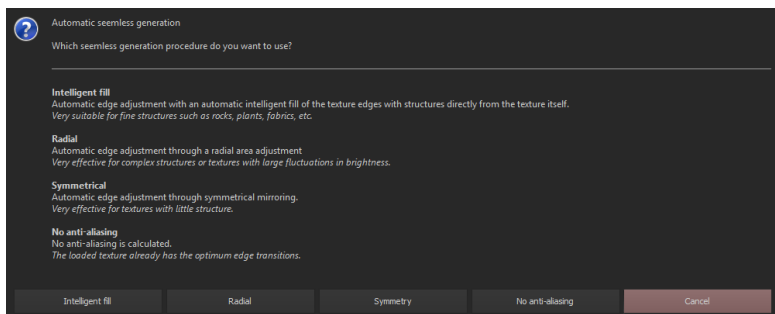 Automatic seemless generation
Which seemless generation procedure do you want to use?
Intelligent fill
Automatic edge adjustment with an automatic intelligent fill of the texture edges with structures directly from the texture itself.
Very suitable for fine structures such as rocks, plants, fabrics, etc.
Radial
Automatic edge adjustment through a radial area adjustment
Very effective for complex structures or textures with large fluctuations in brightness.
Symmetrical
Automatic edge adjustment through symmetrical mirroring.
Very effective for textures with little structure.
No anti-aliasing
No anti-aliasing is calculated.
The loaded texture already has the optimum edge transitions.
Intelligent fill
Radial
Symmetry
No anti-aliasing
Cancel